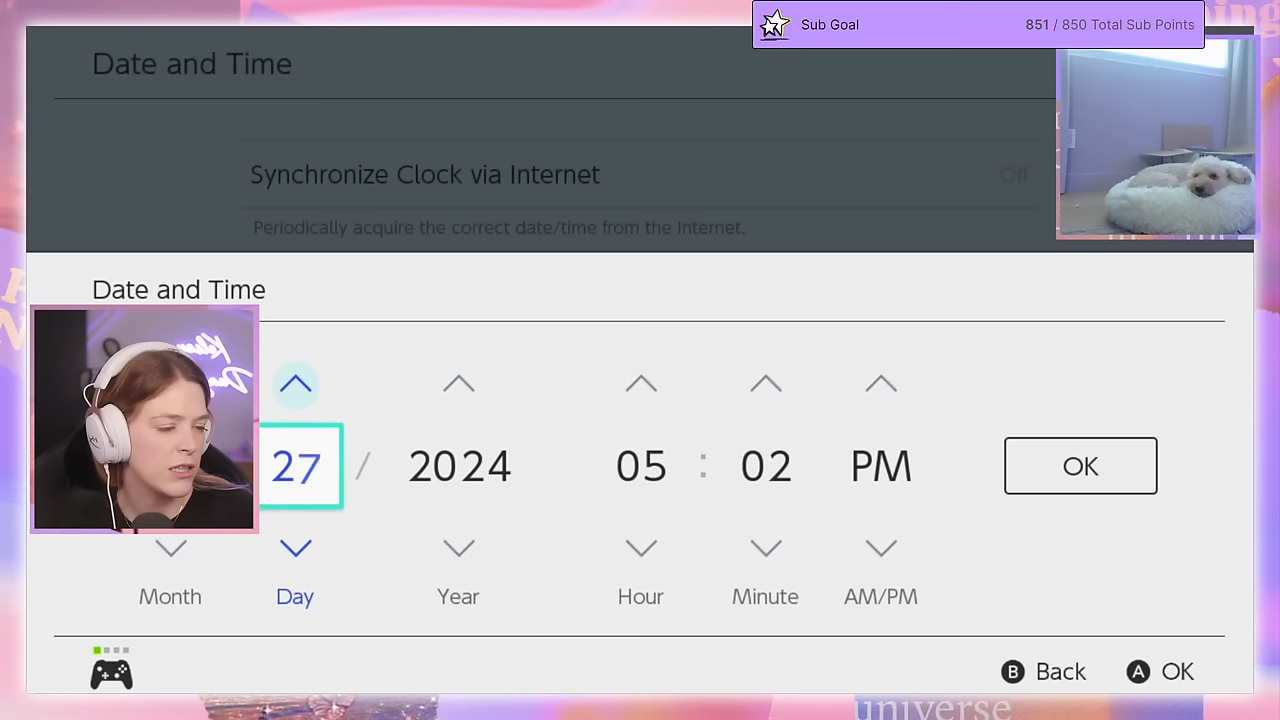 Sub Goal
851 / 850 Total Sub Points
Date and Time
Synchronize Clock via Internet
Off
Periodically acquire the correct date/time from the Internet.
Date and Time
27 / 2024 05 : 02 PM
OK
Month Day Year Hour Minute AM/PM
B Back A OK
universe